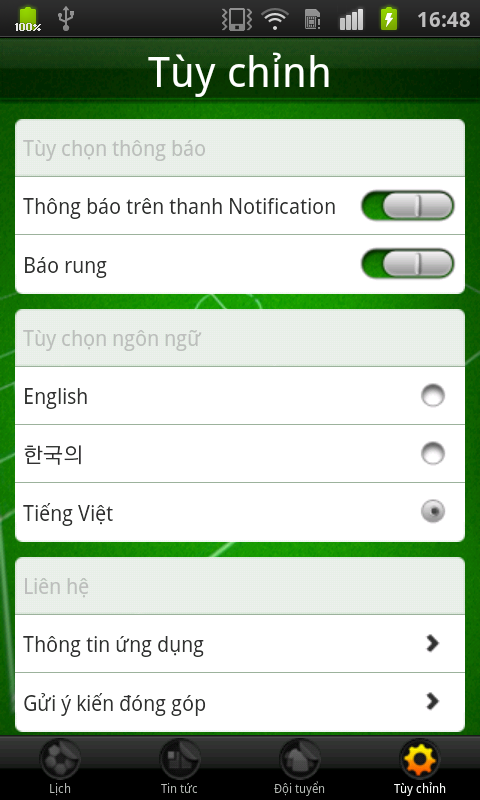 100%
16:48
Tùy chỉnh
Tùy chọn thông báo
Thông báo trên thanh Notification
Báo rung
Tùy chọn ngôn ngữ
English
한국의
Tiếng Việt
Liên hệ
Thông tin ứng dụng
Gửi ý kiến đóng góp
Lịch
Tin tức
Đội tuyển
Tùy chỉnh